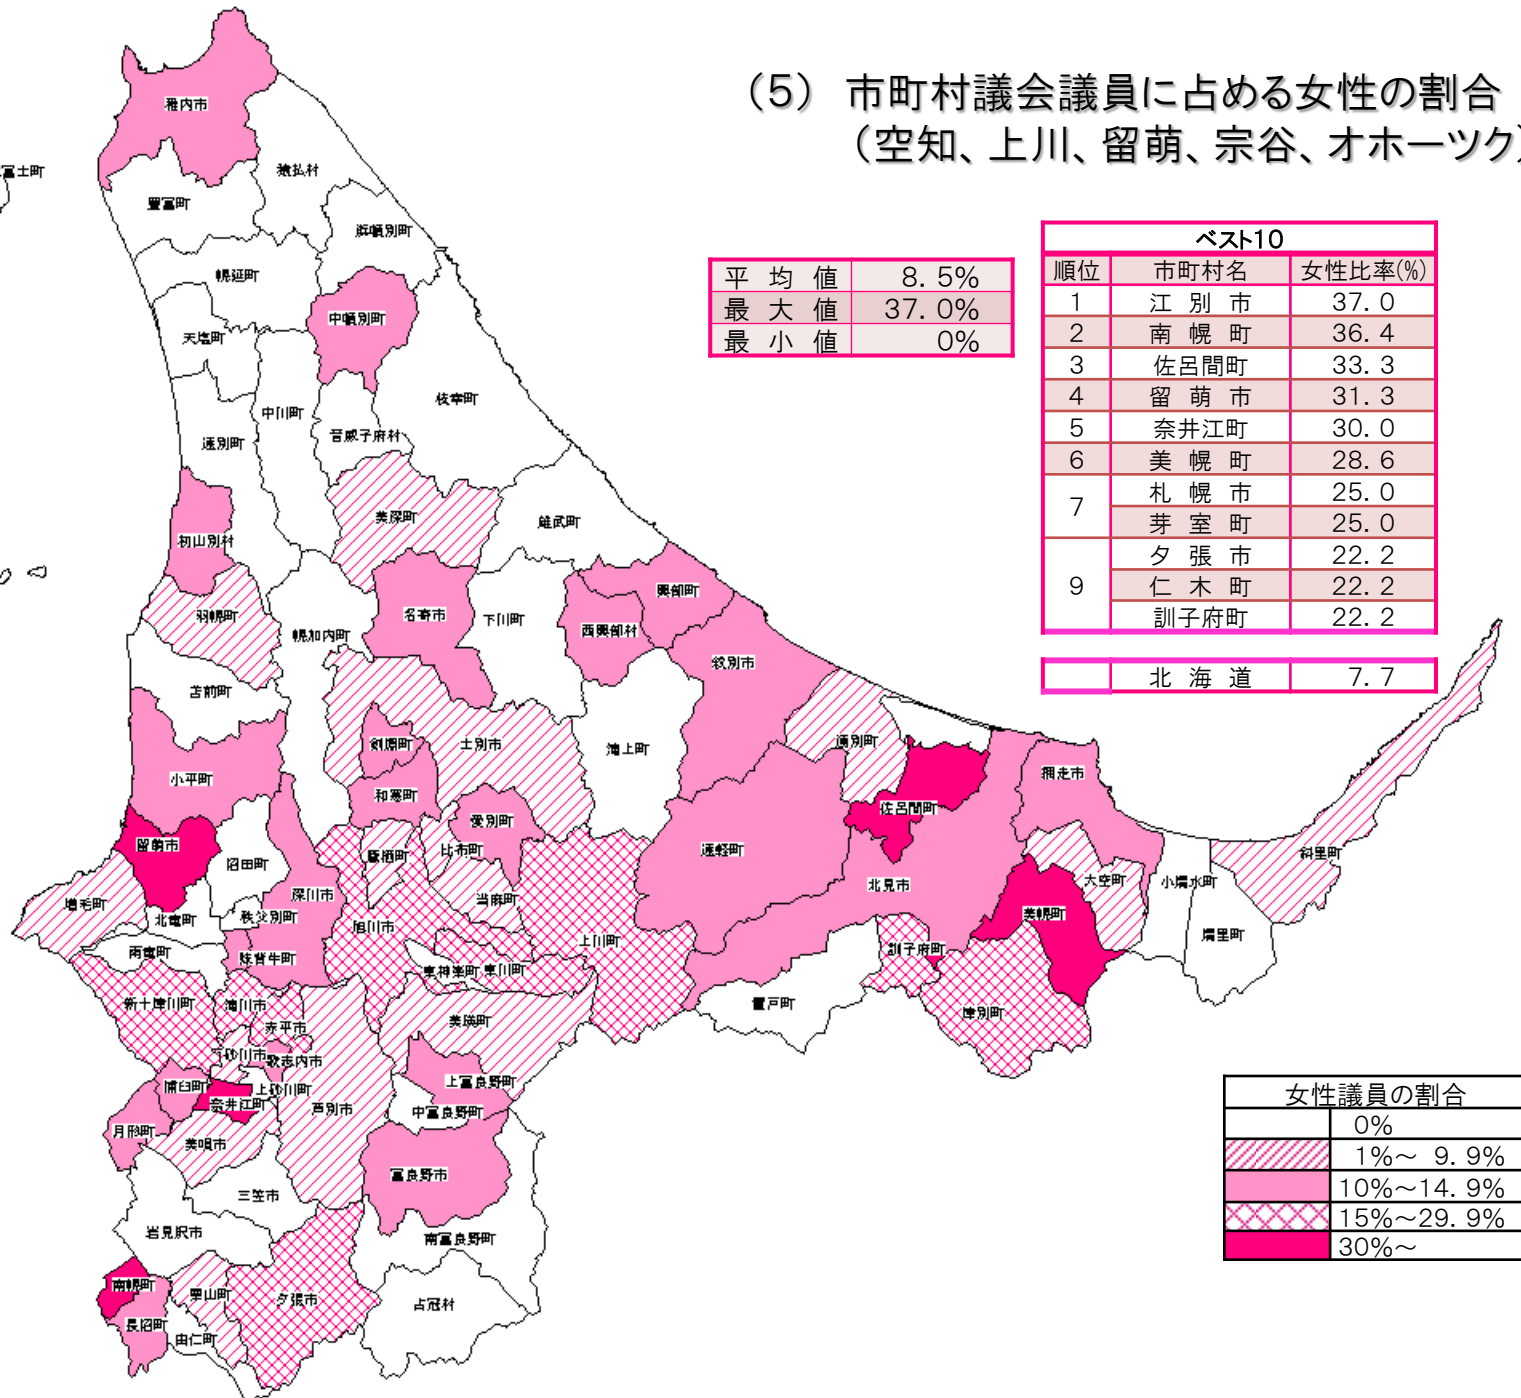 (5) 市町村議会議員に占める女性の割合
(空知、上川、留萌、宗谷、オホーツク)
平均値 8.5%
最大値 37.0%
最小値 0%
ベスト10
順位 市町村名 女性比率(%)
1 江別市 37.0
2 南幌町 36.4
3 佐呂間町 33.3
4 留萌市 31.3
5 奈井江町 30.0
6 美幌町 28.6
7 札幌市 25.0
芽室町 25.0
9 夕張市 22.2
仁木町 22.2
訓子府町 22.2
北海道 7.7
女性議員の割合
0%
1%~ 9.9%
10%~14.9%
15%~29.9%
30%~
稚内市
富士町
猿払村
豊富町
浜頓別町
幌延町
中頓別町
天塩町
枝幸町
中川町
音威子府村
遠別町
美深町
雄武町
初山別村
興部町
羽幌町
名寄市
下川町
西興部村
幌加内町
紋別市
苫前町
剣淵町
士別市
滝上町
湧別町
網走市
小平町
和寒町
佐呂間町
愛別町
留萌市
沼田町
鷹栖町
比布町
遠軽町
斜里町
北見市
大空町
小清水町
深川市
当麻町
増毛町
北竜町
秩父別町
旭川市
美幌町
上川町
清里町
雨竜町
妹背牛町
訓子府町
東神楽町
東川町
新十津川町
滝川市
置戸町
津別町
赤平市
美瑛町
砂川市
歌志内市
浦臼町
上砂川町
上富良野町
奈井江町
芦別市
中富良野町
月形町
美唄市
富良野市
三笠市
岩見沢市
南富良野町
南幌町
栗山町
夕張市
占冠村
長沼町
由仁町